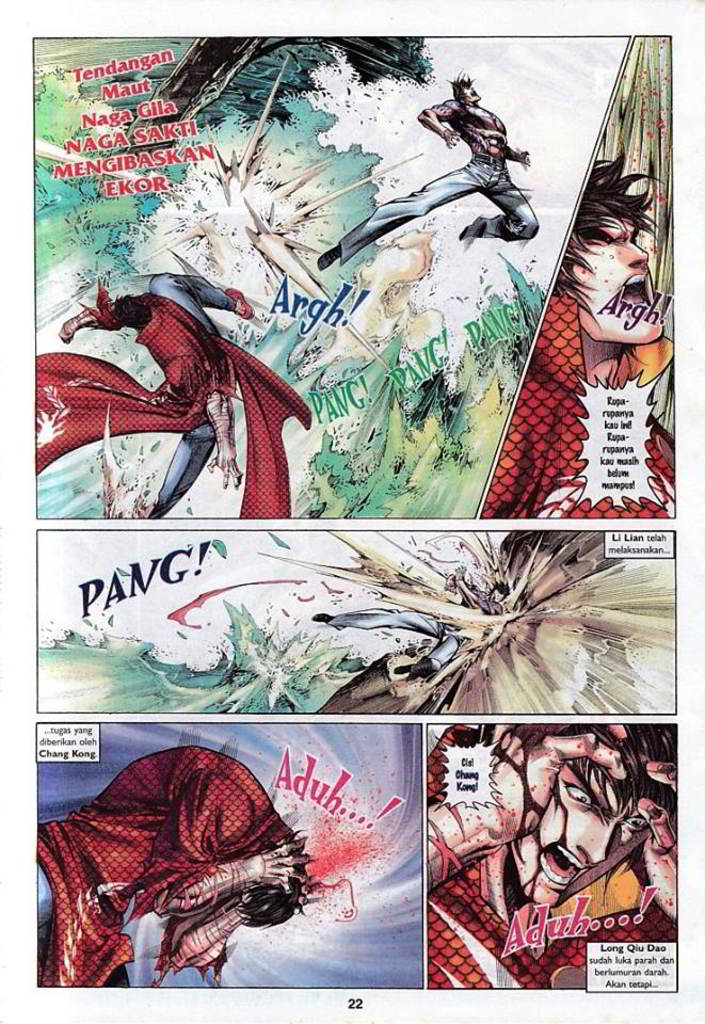 Tendangan
Maut
Naga Gila
NAGA SAKTI
MENGIBASKAN
EKOR.
Argh!
PANG! PANG! PANG!
Argh!
Rupa-
rupanya
kau ini!
Rupa-
rupanya
kau masih
belum
mampus!
PANG!
Li Lian telah
melaksanakan...
...tugas yang
diberikan oleh
Chang Kong.
Aduh....!
Cis!
Chang
Kong!
Aduh....!
Long Qiu Dao
sudah luka parah dan
berlumuran darah.
Akan tetapi...
22